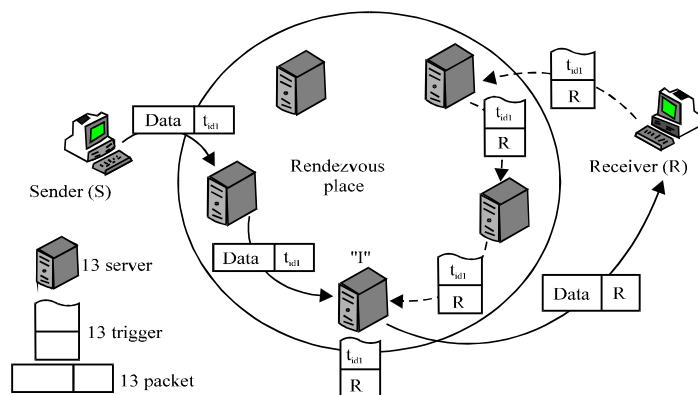 t_id1
R
t_id1
R
Data t_id1
Rendezvous
place
Sender (S)
Receiver (R)
"I"
Data t_id1
t_id1
R
Data R
13 server
13 trigger
13 packet
t_id1
R